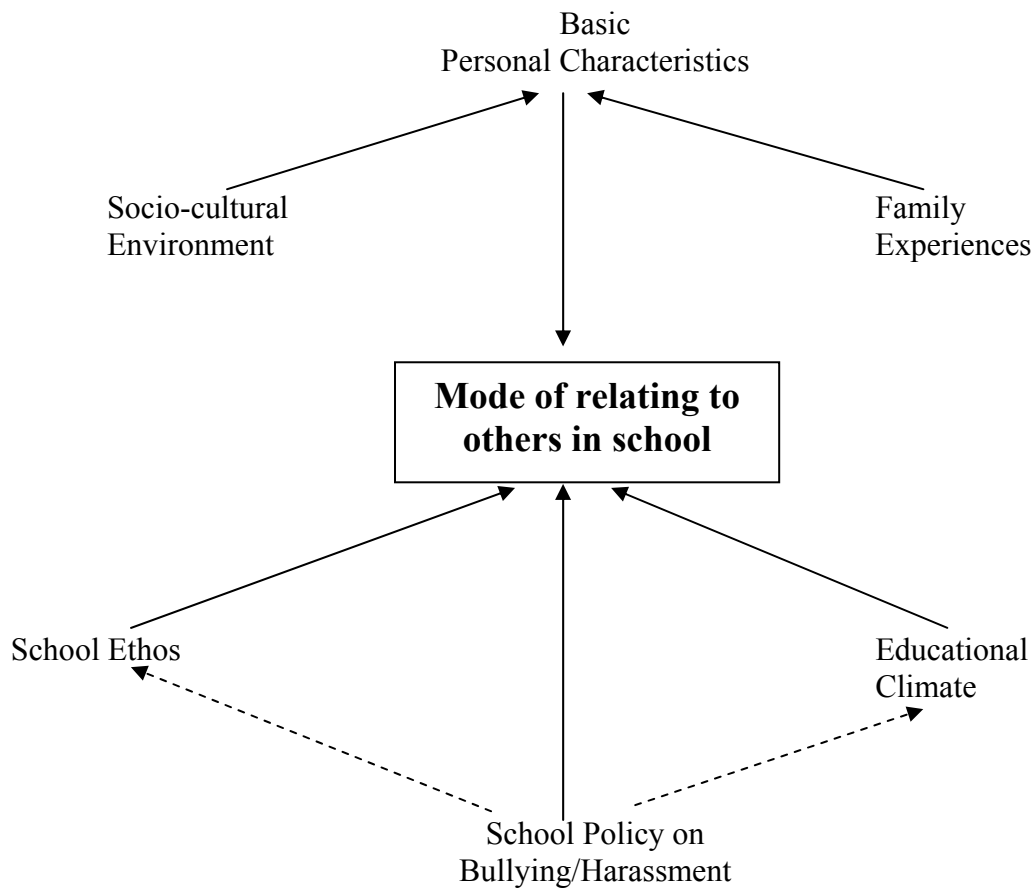 Basic
Personal Characteristics
Socio-cultural
Environment
Family
Experiences
Mode of relating to
others in school
School Ethos
Educational
Climate
School Policy on
Bullying/Harassment